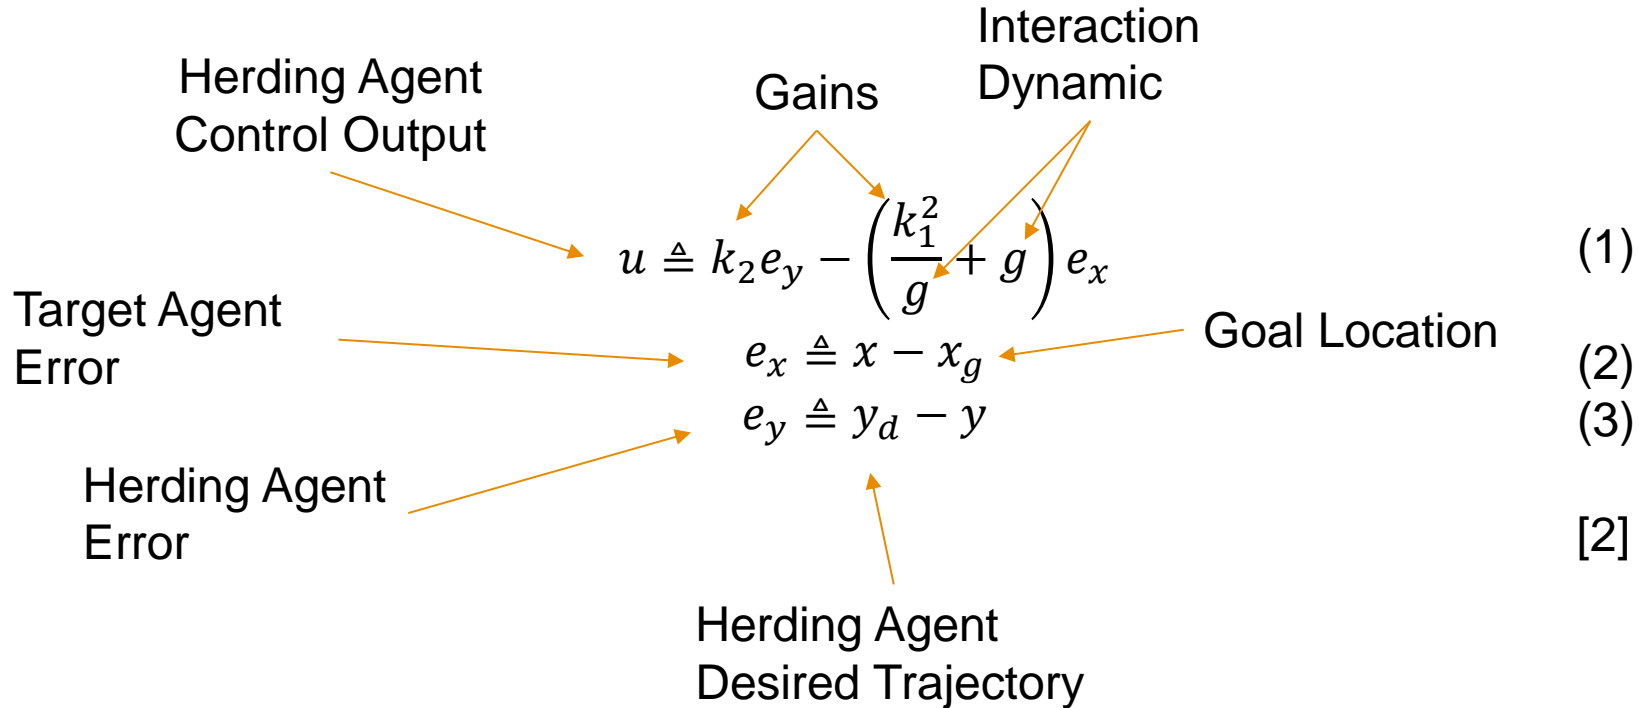 Interaction
Dynamic
Herding Agent
Control Output
Gains
u ≜ k₂e_y − (k₁²/g + g) e_x (1)
Target Agent
Error
Goal Location
e_x ≜ x − x_g (2)
e_y ≜ y_d − y (3)
Herding Agent
Error
[2]
Herding Agent
Desired Trajectory